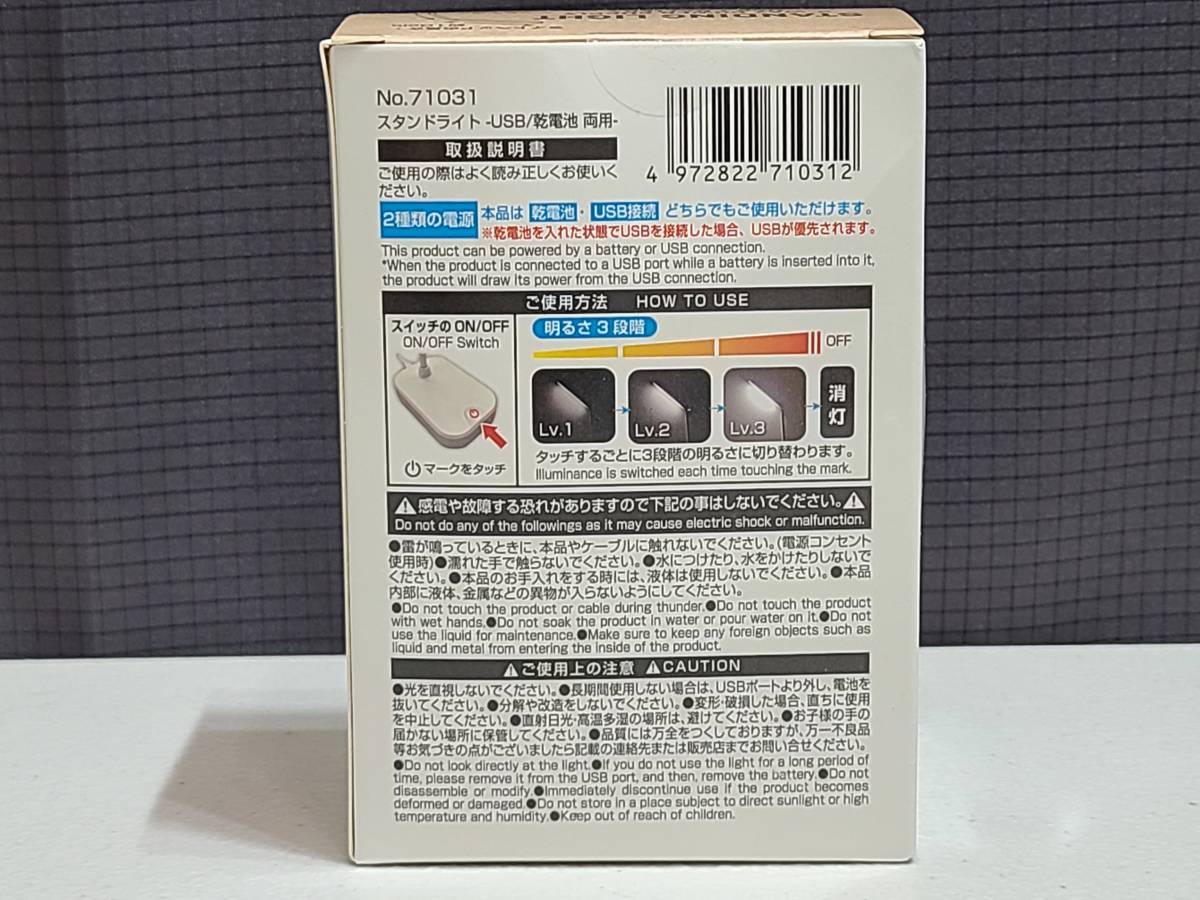 STANDING LIGHT
No.71031
スタンドライト -USB/乾電池 両用-
4 972822 710312
取扱説明書
ご使用の際はよく読み正しくお使いく
ださい。
2種類の電源
本品は 乾電池・USB接続 どちらでもご使用いただけます。
※乾電池を入れた状態でUSBを接続した場合、USBが優先されます。
This product can be powered by a battery or USB connection.
*When the product is connected to a USB port while a battery is inserted into it,
the product will draw its power from the USB connection.
ご使用方法 HOW TO USE
スイッチの ON/OFF
ON/OFF Switch
マークをタッチ
明るさ3段階
OFF
Lv.1
Lv.2
Lv.3
消灯
タッチするごとに3段階の明るさに切り替わります。
Illuminance is switched each time touching the mark.
感電や故障する恐れがありますので下記の事はしないでください。
Do not do any of the followings as it may cause electric shock or malfunction.
●雷が鳴っているときに、本品やケーブルに触れないでください。(電源コンセント
使用時)●濡れた手で触らないでください。●水につけたり、水をかけたりしないで
ください。●本品のお手入れをする時には、液体は使用しないでください。●本品
内部に液体、金属などの異物が入らないようにしてください。
●Do not touch the product or cable during thunder.●Do not touch the product
with wet hands.●Do not soak the product in water or pour water on it.●Do not
use the liquid for maintenance.●Make sure to keep any foreign objects such as
liquid and metal from entering the inside of the product.
⚠ご使用上の注意 ⚠CAUTION
●光を直視しないでください。●長期間使用しない場合は、USBポートより外し、電池を
抜いてください。●分解や改造をしないでください。●変形・破損した場合、直ちに使用
を中止してください。●直射日光・高温多湿の場所は、避けてください。●お子様の手の
届かない場所に保管してください。●品質には万全をつくしておりますが、万一不良品
等お気づきの点がございましたら記載の連絡先または販売店までお問い合せください。
●Do not look directly at the light.●If you do not use the light for a long period of
time, please remove it from the USB port, and then, remove the battery.●Do not
disassemble or modify.●Immediately discontinue use if the product becomes
deformed or damaged.●Do not store in a place subject to direct sunlight or high
temperature and humidity.●Keep out of reach of children.